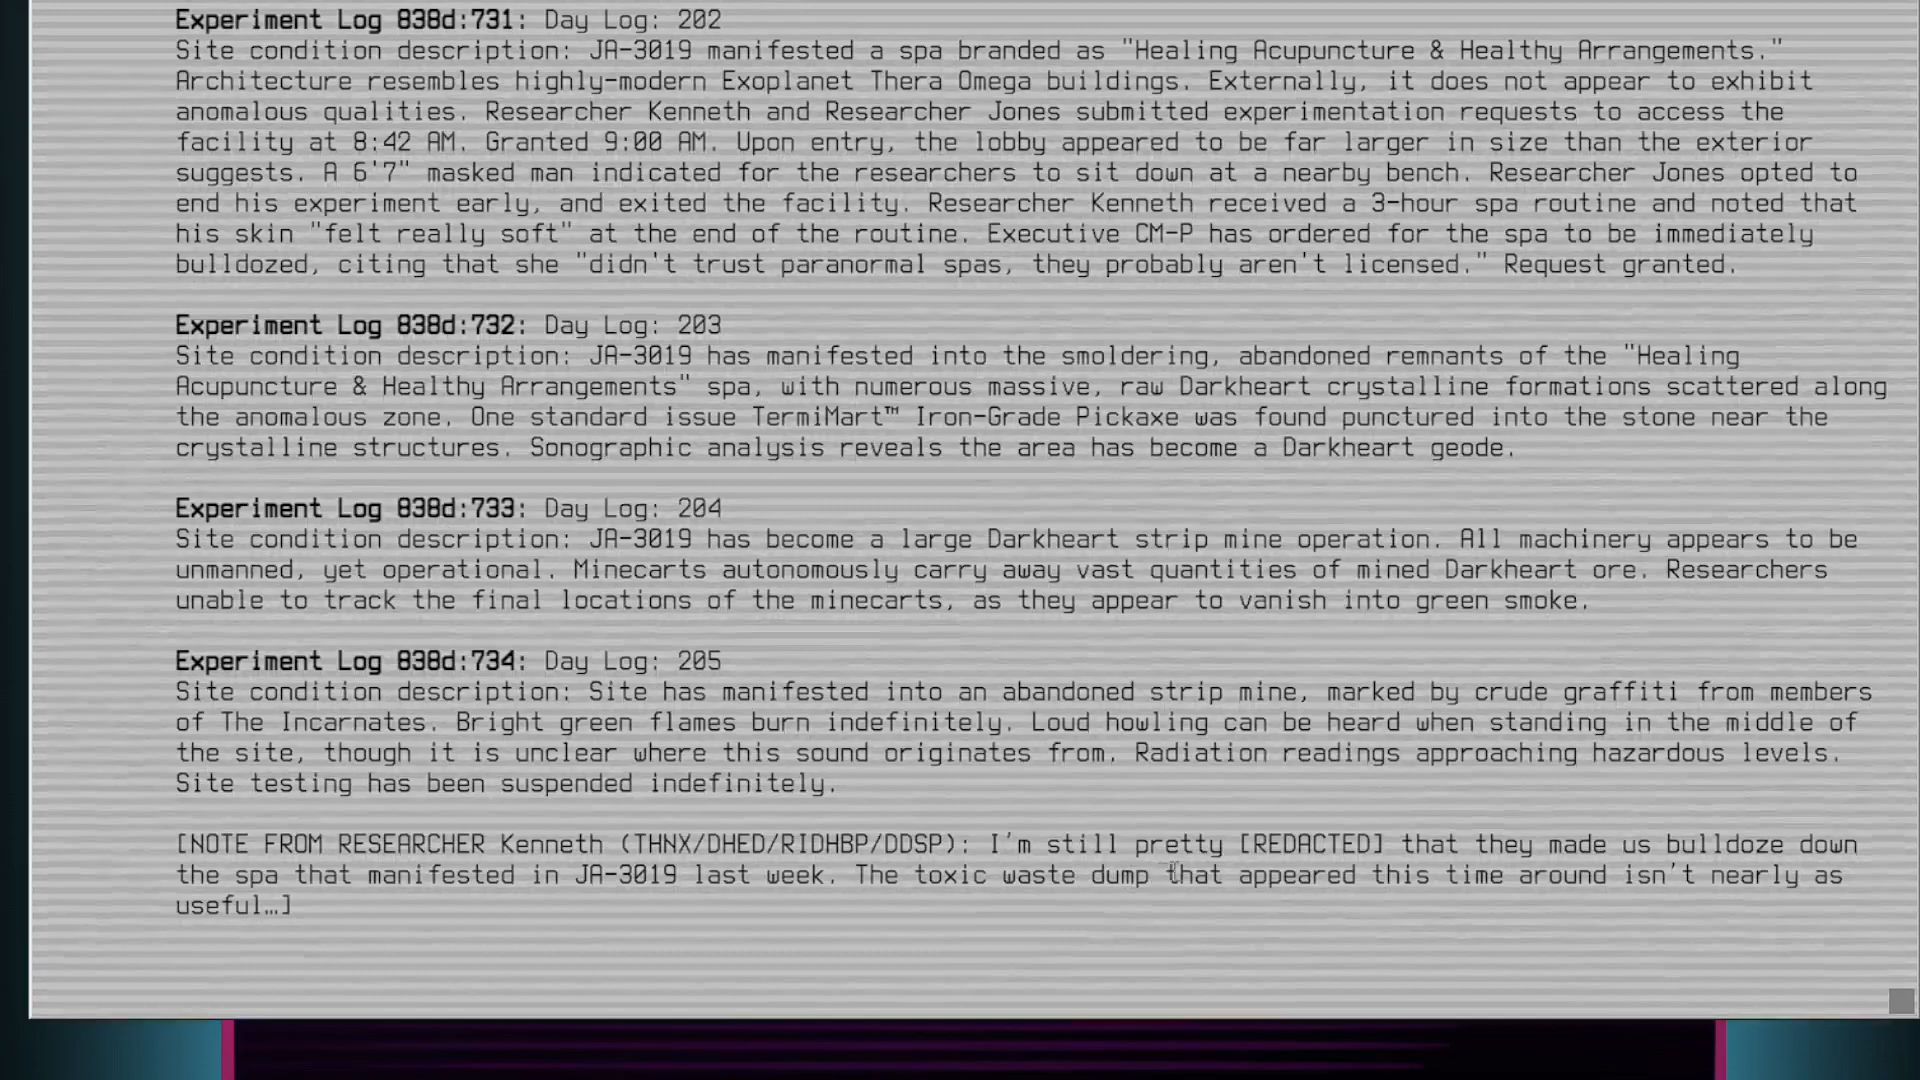 Experiment Log 838d:731: Day Log: 202
Site condition description: JA-3019 manifested a spa branded as "Healing Acupuncture & Healthy Arrangements."
Architecture resembles highly-modern Exoplanet Thera Omega buildings. Externally, it does not appear to exhibit
anomalous qualities. Researcher Kenneth and Researcher Jones submitted experimentation requests to access the
facility at 8:42 AM. Granted 9:00 AM. Upon entry, the lobby appeared to be far larger in size than the exterior
suggests. A 6'7" masked man indicated for the researchers to sit down at a nearby bench. Researcher Jones opted to
end his experiment early, and exited the facility. Researcher Kenneth received a 3-hour spa routine and noted that
his skin "felt really soft" at the end of the routine. Executive CM-P has ordered for the spa to be immediately
bulldozed, citing that she "didn't trust paranormal spas, they probably aren't licensed." Request granted.
Experiment Log 838d:732: Day Log: 203
Site condition description: JA-3019 has manifested into the smoldering, abandoned remnants of the "Healing
Acupuncture & Healthy Arrangements" spa, with numerous massive, raw Darkheart crystalline formations scattered along
the anomalous zone. One standard issue TermiMart™ Iron-Grade Pickaxe was found punctured into the stone near the
crystalline structures. Sonographic analysis reveals the area has become a Darkheart geode.
Experiment Log 838d:733: Day Log: 204
Site condition description: JA-3019 has become a large Darkheart strip mine operation. All machinery appears to be
unmanned, yet operational. Minecarts autonomously carry away vast quantities of mined Darkheart ore. Researchers
unable to track the final locations of the minecarts, as they appear to vanish into green smoke.
Experiment Log 838d:734: Day Log: 205
Site condition description: Site has manifested into an abandoned strip mine, marked by crude graffiti from members
of The Incarnates. Bright green flames burn indefinitely. Loud howling can be heard when standing in the middle of
the site, though it is unclear where this sound originates from. Radiation readings approaching hazardous levels.
Site testing has been suspended indefinitely.
[NOTE FROM RESEARCHER Kenneth (THNX/DHED/RIDHBP/DDSP): I'm still pretty [REDACTED] that they made us bulldoze down
the spa that manifested in JA-3019 last week. The toxic waste dump that appeared this time around isn't nearly as
useful…]